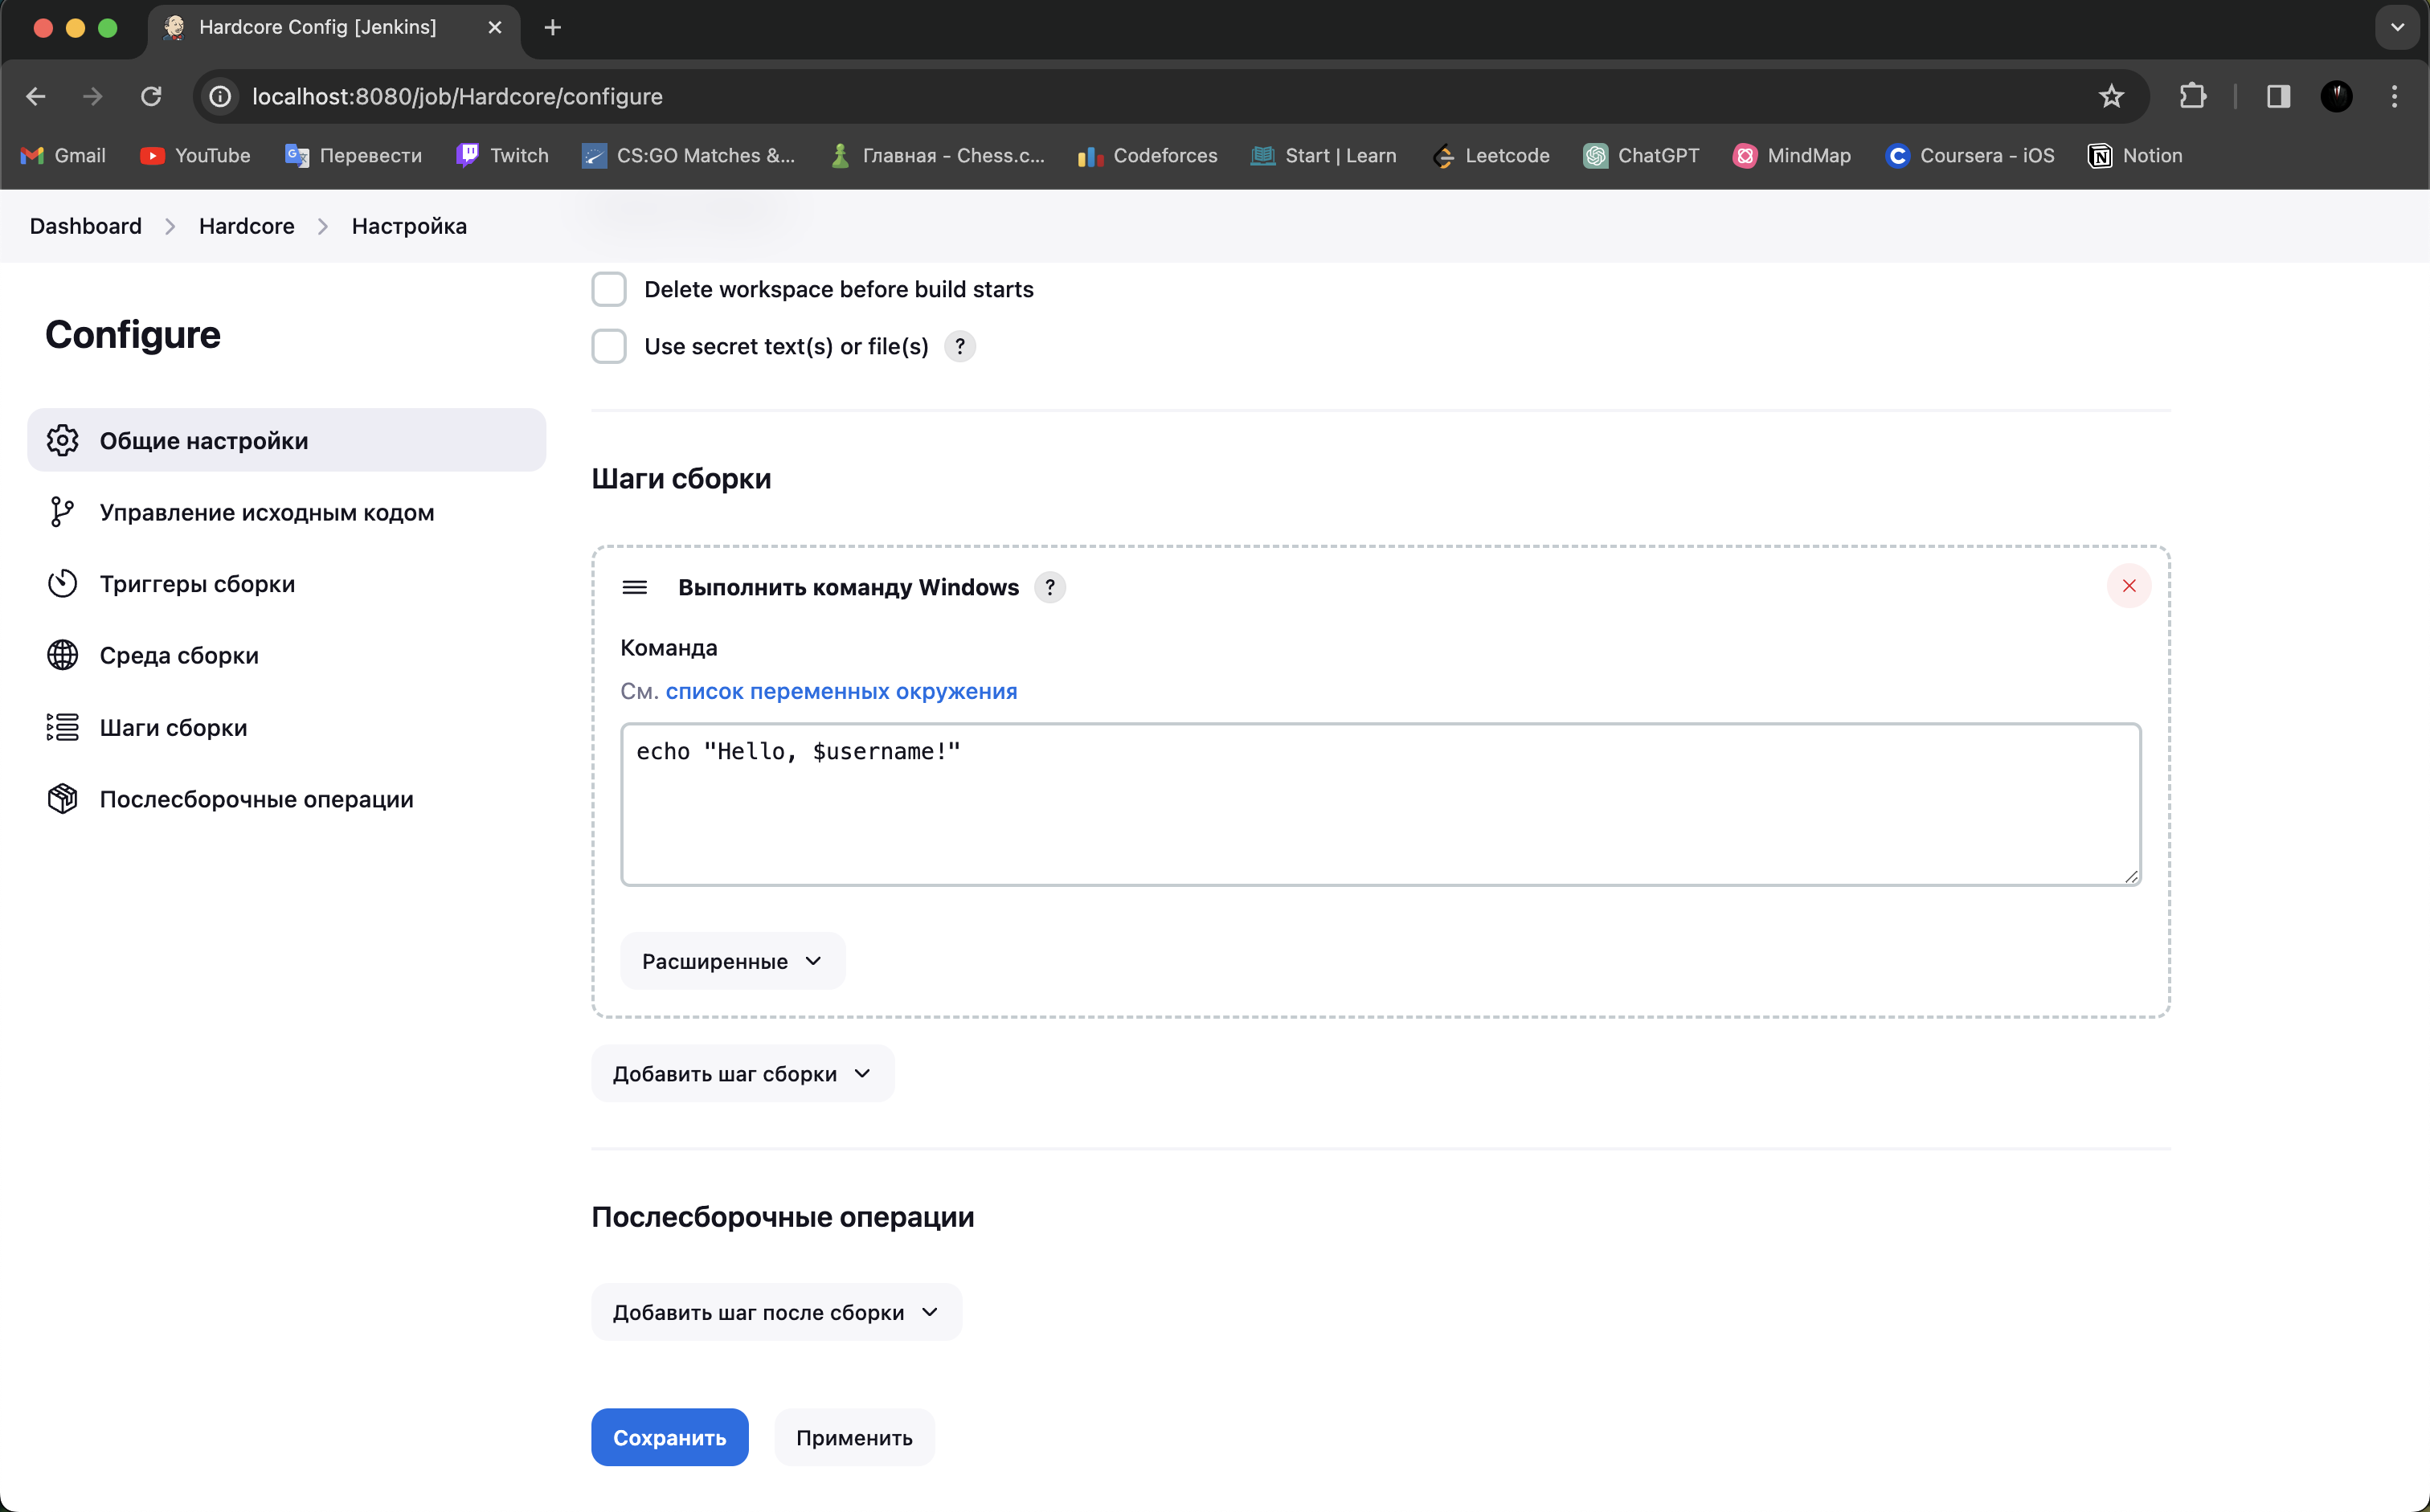 Hardcore Config [Jenkins]
localhost:8080/job/Hardcore/configure
Gmail YouTube Перевести Twitch CS:GO Matches &... Главная - Chess.c... Codeforces Start | Learn Leetcode ChatGPT MindMap Coursera - iOS Notion
Dashboard > Hardcore > Настройка
Configure
Общие настройки
Управление исходным кодом
Триггеры сборки
Среда сборки
Шаги сборки
Послесборочные операции
Delete workspace before build starts
Use secret text(s) or file(s) ?
Шаги сборки
Выполнить команду Windows ?
Команда
См. список переменных окружения
echo "Hello, $username!"
Расширенные
Добавить шаг сборки
Послесборочные операции
Добавить шаг после сборки
Сохранить Применить